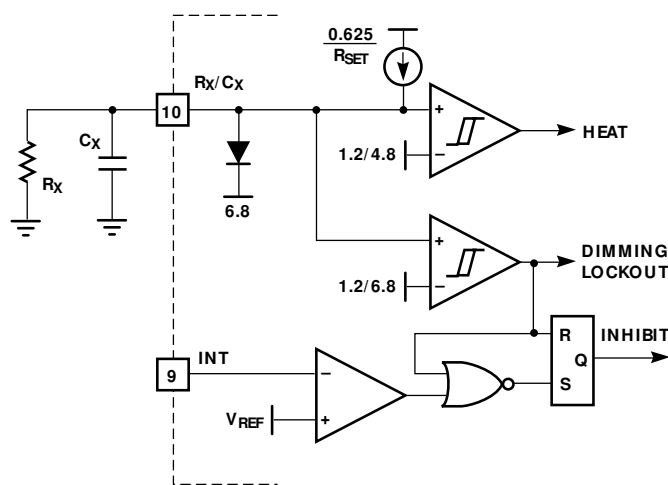 0.625
RSET
RX/CX
10
+
HEAT
CX
1.2/4.8
−
RX
6.8
+
DIMMING
LOCKOUT
1.2/6.8
−
R
INHIBIT
INT
9
−
Q
S
VREF
+